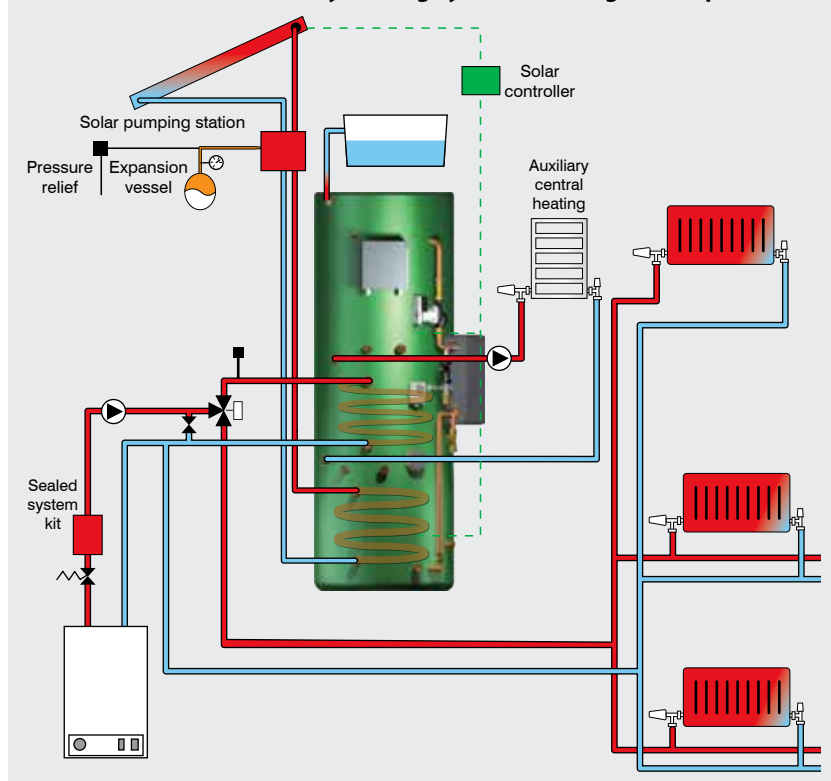 Solar
controller
Solar pumping station
Pressure
relief
Expansion
vessel
Auxiliary
central
heating
Sealed
system
kit